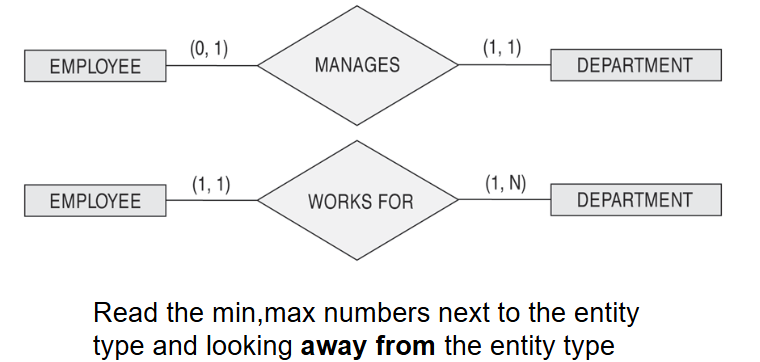 (0, 1) (1, 1)
EMPLOYEE MANAGES DEPARTMENT
(1, 1) (1, N)
EMPLOYEE WORKS FOR DEPARTMENT
Read the min,max numbers next to the entity
type and looking away from the entity type